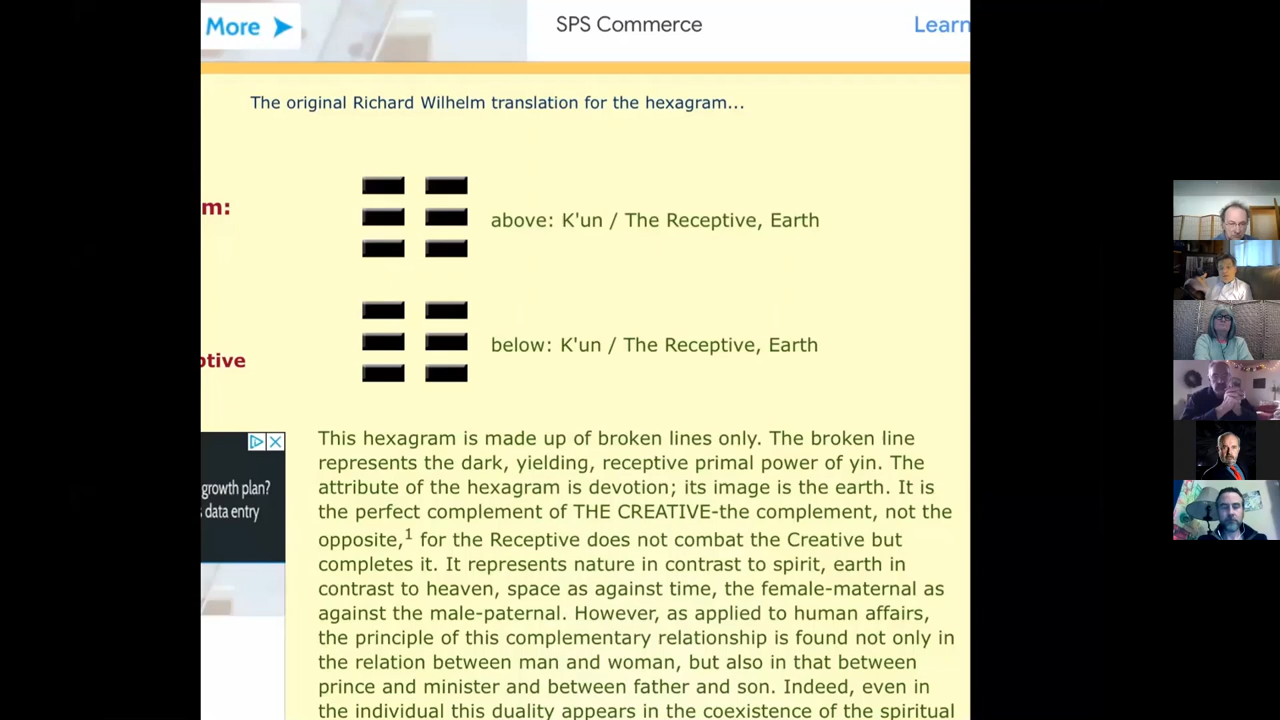 More
SPS Commerce
Learn
The original Richard Wilhelm translation for the hexagram...
m:
above: K'un / The Receptive, Earth
below: K'un / The Receptive, Earth
ptive
growth plan?
data entry
This hexagram is made up of broken lines only. The broken line
represents the dark, yielding, receptive primal power of yin. The
attribute of the hexagram is devotion; its image is the earth. It is
the perfect complement of THE CREATIVE-the complement, not the
opposite,¹ for the Receptive does not combat the Creative but
completes it. It represents nature in contrast to spirit, earth in
contrast to heaven, space as against time, the female-maternal as
against the male-paternal. However, as applied to human affairs,
the principle of this complementary relationship is found not only in
the relation between man and woman, but also in that between
prince and minister and between father and son. Indeed, even in
the individual this duality appears in the coexistence of the spiritual